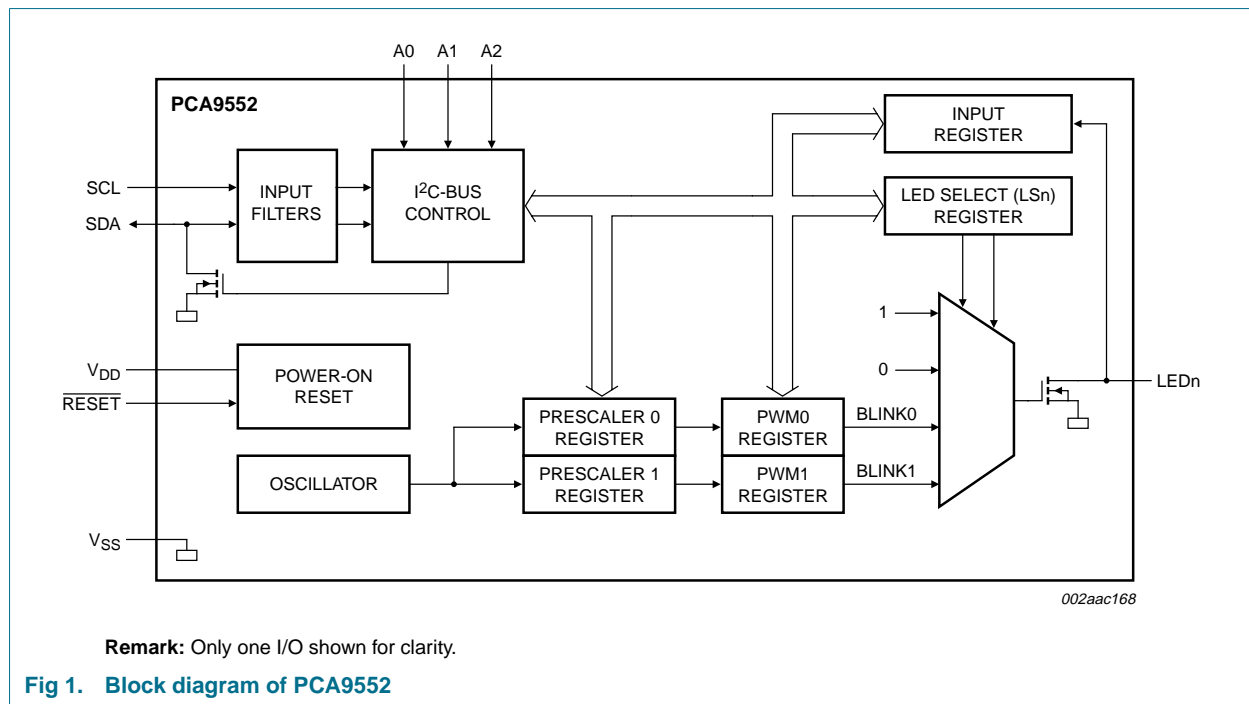 A0 A1 A2
PCA9552
SCL
SDA
INPUT
FILTERS
I2C-BUS
CONTROL
INPUT
REGISTER
LED SELECT (LSn)
REGISTER
1
0
VDD
RESET
POWER-ON
RESET
OSCILLATOR
PRESCALER 0
REGISTER
PRESCALER 1
REGISTER
PWM0
REGISTER
PWM1
REGISTER
BLINK0
BLINK1
LEDn
VSS
002aac168
Remark: Only one I/O shown for clarity.
Fig 1. Block diagram of PCA9552